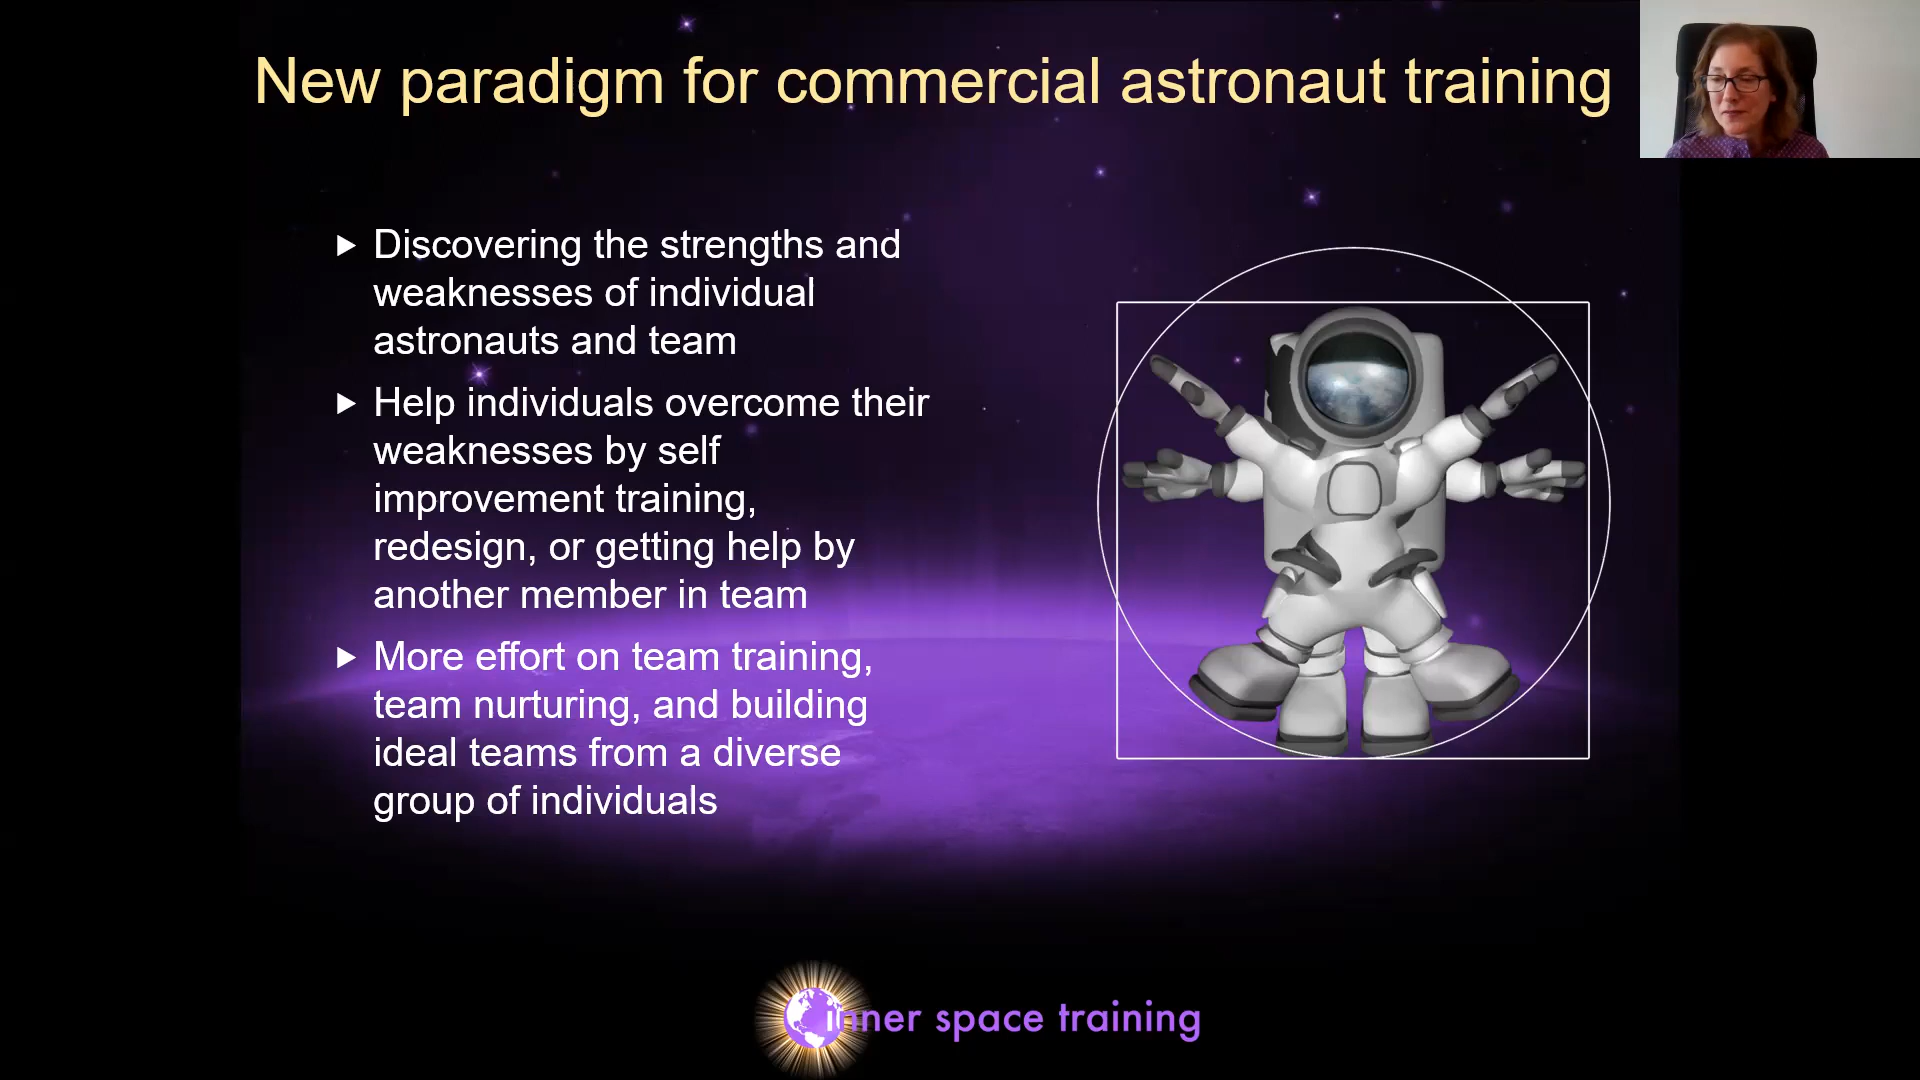 New paradigm for commercial astronaut training
Discovering the strengths and
weaknesses of individual
astronauts and team
Help individuals overcome their
weaknesses by self
improvement training,
redesign, or getting help by
another member in team
More effort on team training,
team nurturing, and building
ideal teams from a diverse
group of individuals
inner space training